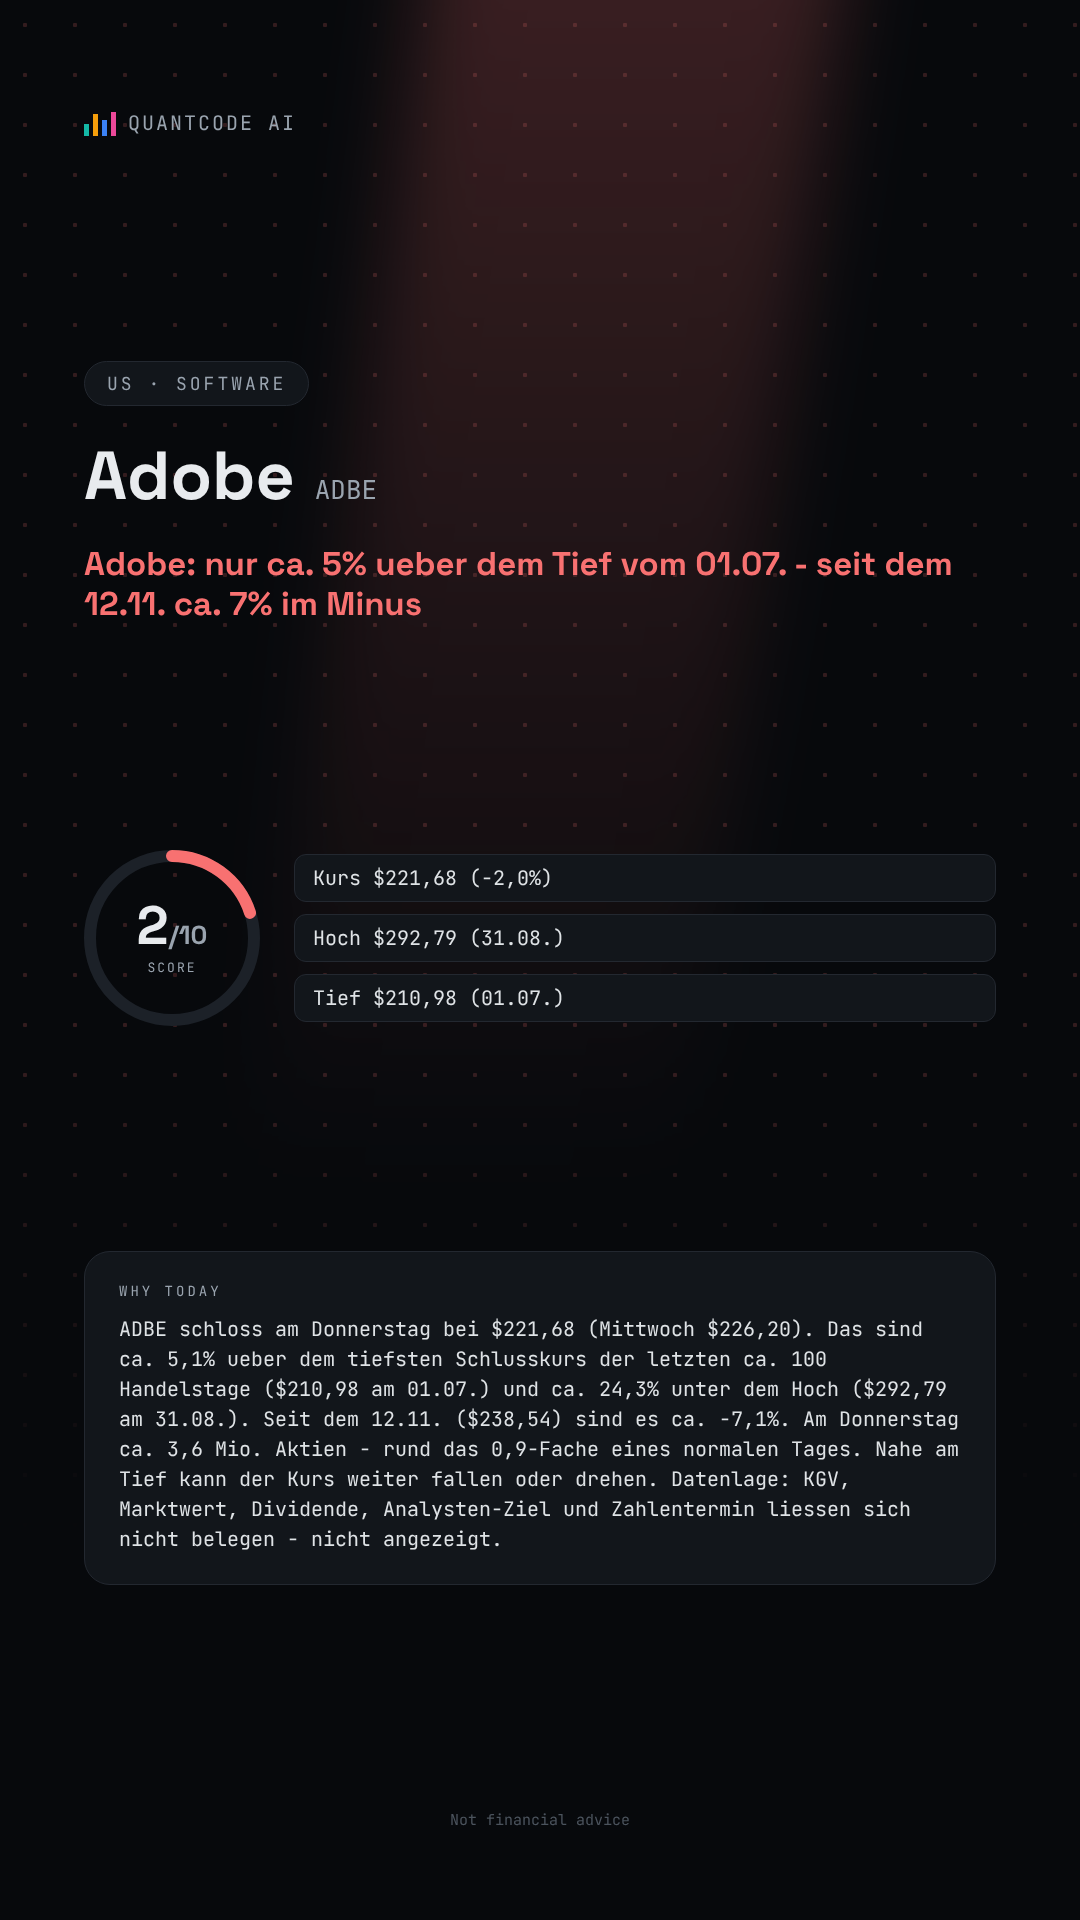 QUANTCODE AI
US · SOFTWARE
Adobe ADBE
Adobe: nur ca. 5% ueber dem Tief vom 01.07. - seit dem
12.11. ca. 7% im Minus
2/10
SCORE
Kurs $221,68 (-2,0%)
Hoch $292,79 (31.08.)
Tief $210,98 (01.07.)
WHY TODAY
ADBE schloss am Donnerstag bei $221,68 (Mittwoch $226,20). Das sind
ca. 5,1% ueber dem tiefsten Schlusskurs der letzten ca. 100
Handelstage ($210,98 am 01.07.) und ca. 24,3% unter dem Hoch ($292,79
am 31.08.). Seit dem 12.11. ($238,54) sind es ca. -7,1%. Am Donnerstag
ca. 3,6 Mio. Aktien - rund das 0,9-Fache eines normalen Tages. Nahe am
Tief kann der Kurs weiter fallen oder drehen. Datenlage: KGV,
Marktwert, Dividende, Analysten-Ziel und Zahlentermin liessen sich
nicht belegen - nicht angezeigt.
Not financial advice